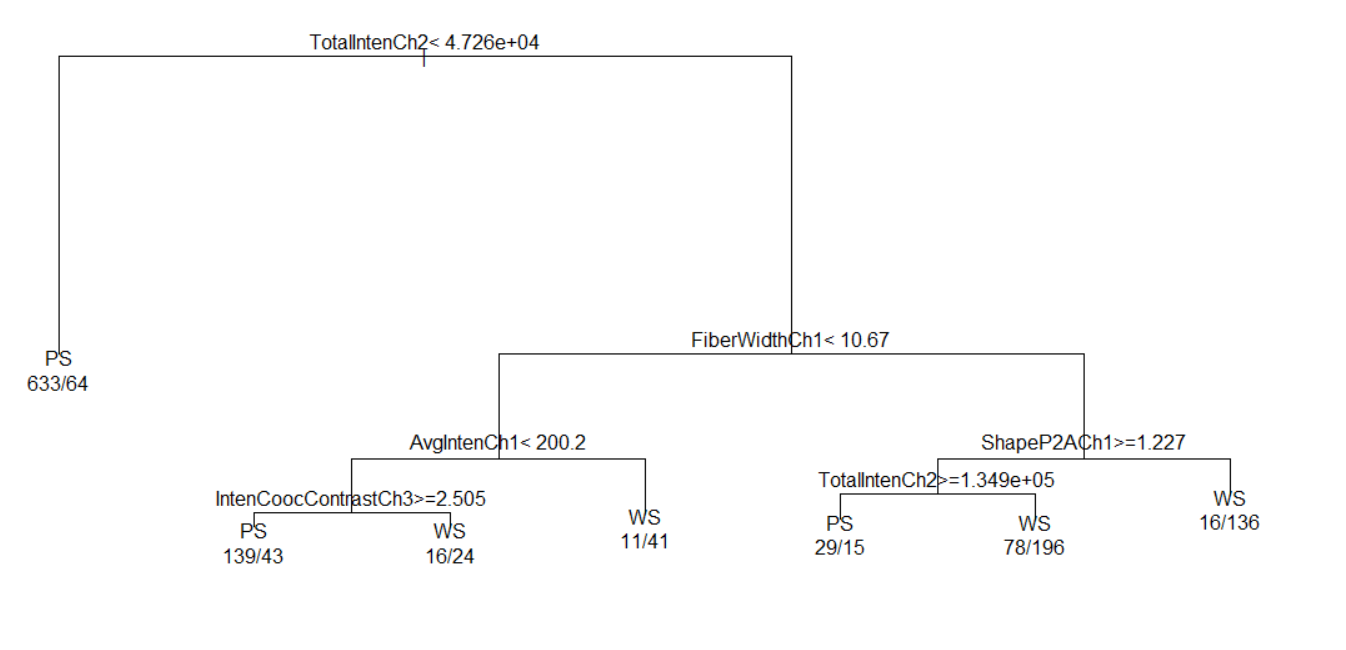 TotalIntenCh2< 4.726e+04
FiberWidthCh1< 10.67
PS
633/64
AvgIntenCh1< 200.2
ShapeP2ACh1>=1.227
TotalIntenCh2>=1.349e+05
IntenCoocContrastCh3>=2.505
PS
139/43
WS
16/24
WS
11/41
PS
29/15
WS
78/196
WS
16/136